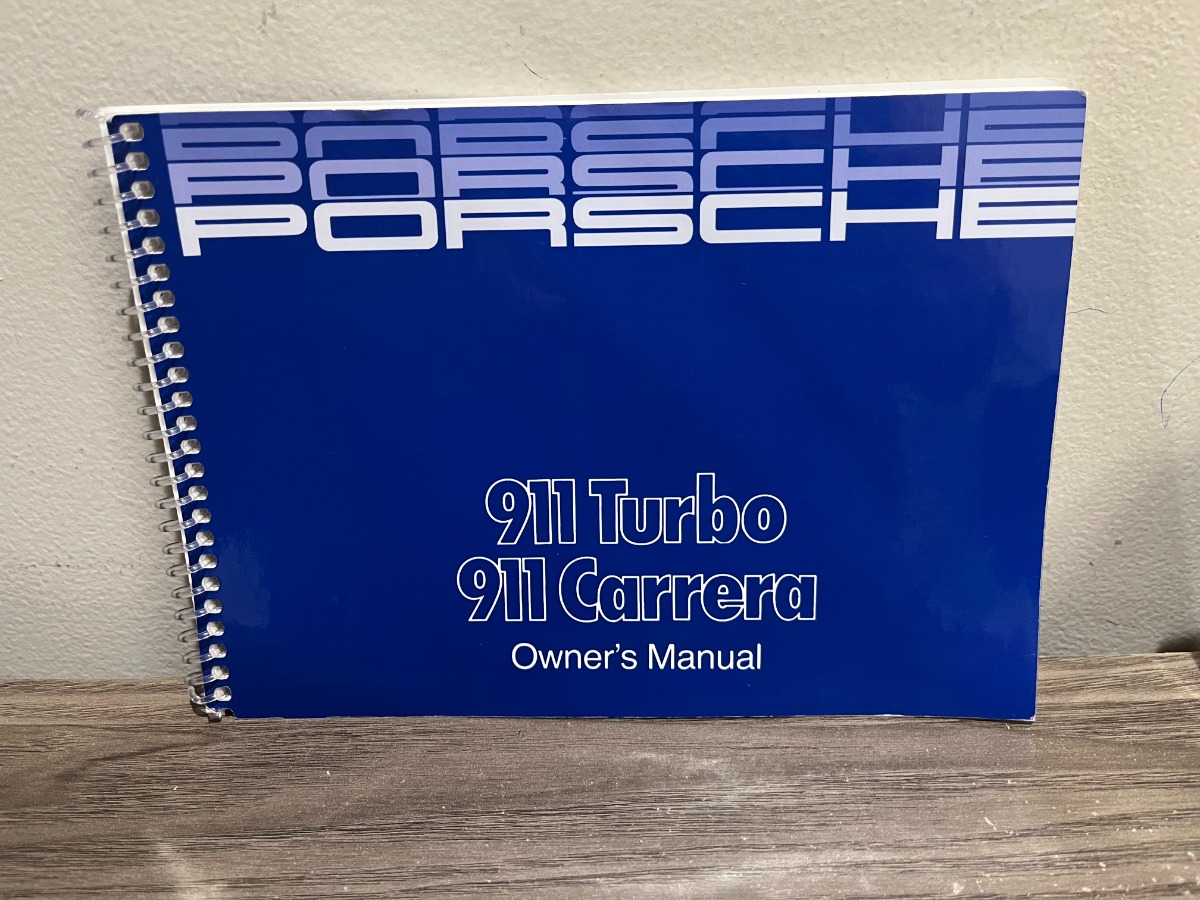 PORSCHE
PORSCHE
PORSCHE
911 Turbo
911 Carrera
Owner's Manual